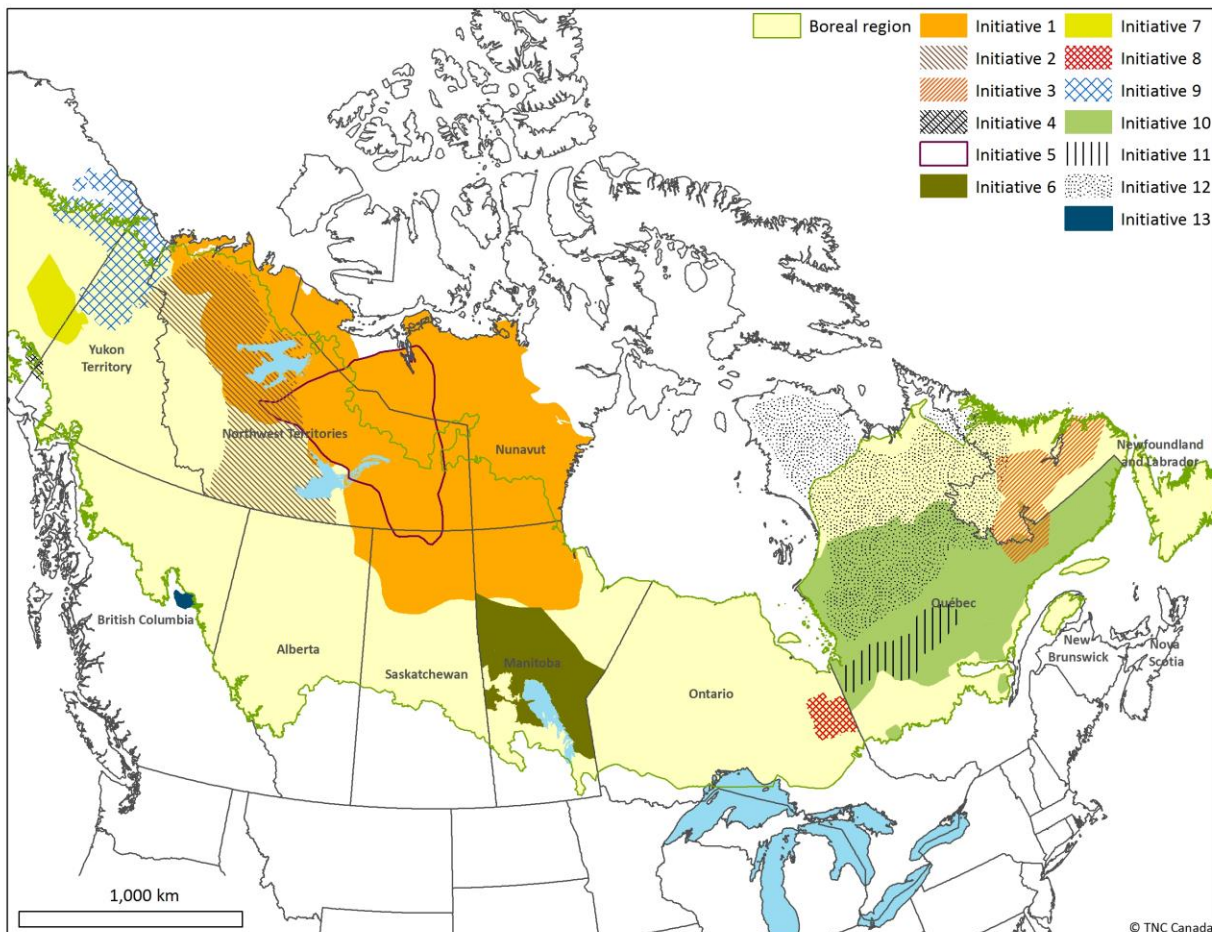 Boreal region
Initiative 1
Initiative 2
Initiative 3
Initiative 4
Initiative 5
Initiative 6
Initiative 7
Initiative 8
Initiative 9
Initiative 10
Initiative 11
Initiative 12
Initiative 13
Yukon
Territory
Northwest Territories
Nunavut
Newfoundland
and Labrador
British Columbia
Alberta
Saskatchewan
Manitoba
Ontario
Québec
New
Brunswick
Nova
Scotia
1,000 km
© TNC Canada